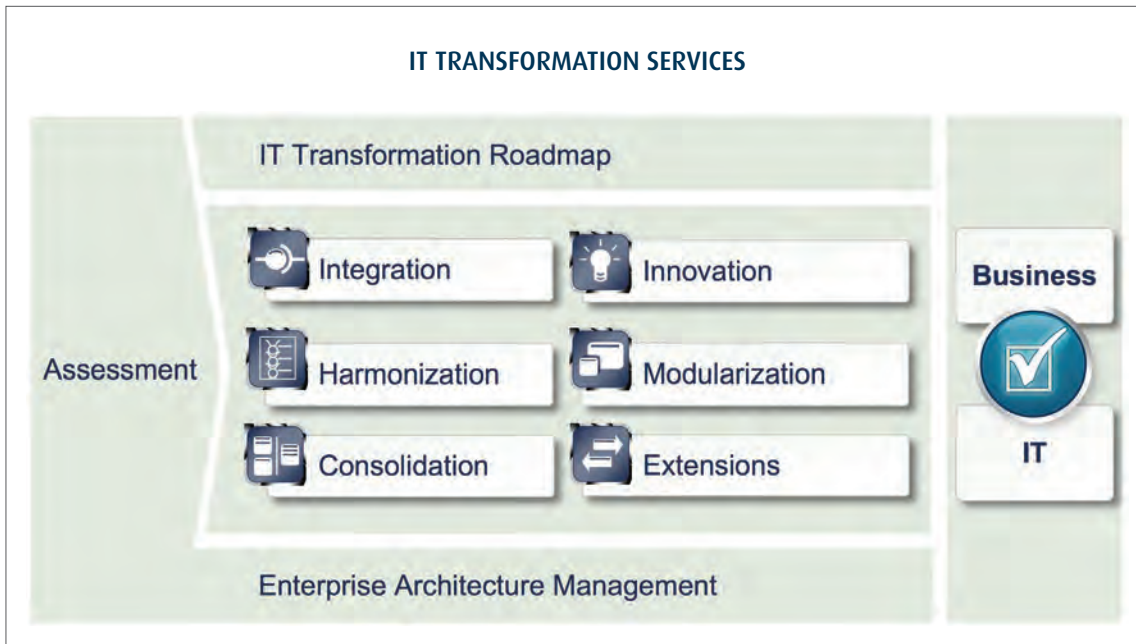 IT TRANSFORMATION SERVICES
IT Transformation Roadmap
Assessment
Integration
Innovation
Harmonization
Modularization
Consolidation
Extensions
Enterprise Architecture Management
Business
IT